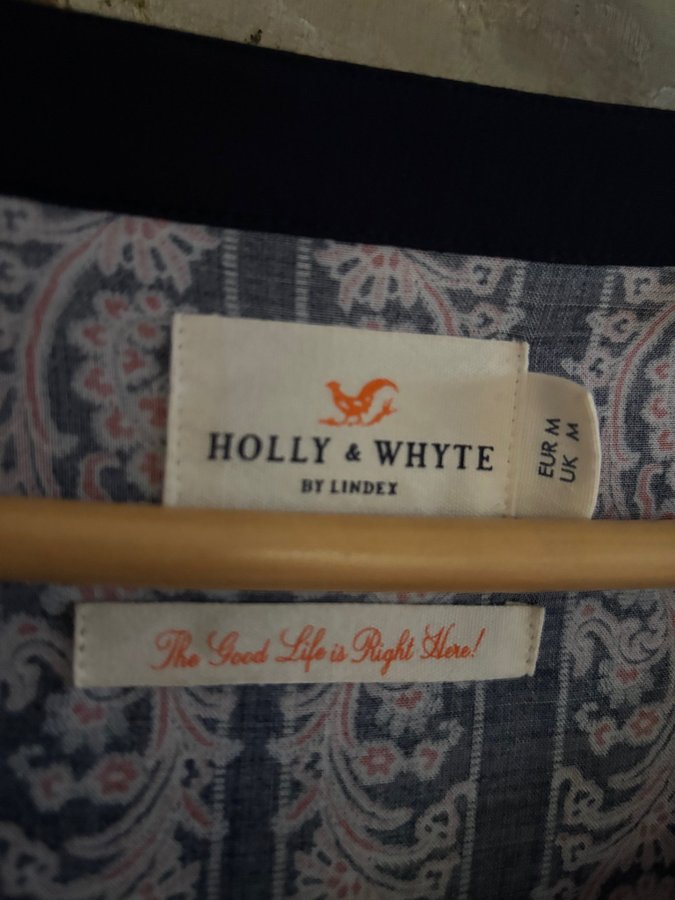 HOLLY & WHYTE
BY LINDEX
EUR M
UK M
The Good Life is Right Here!